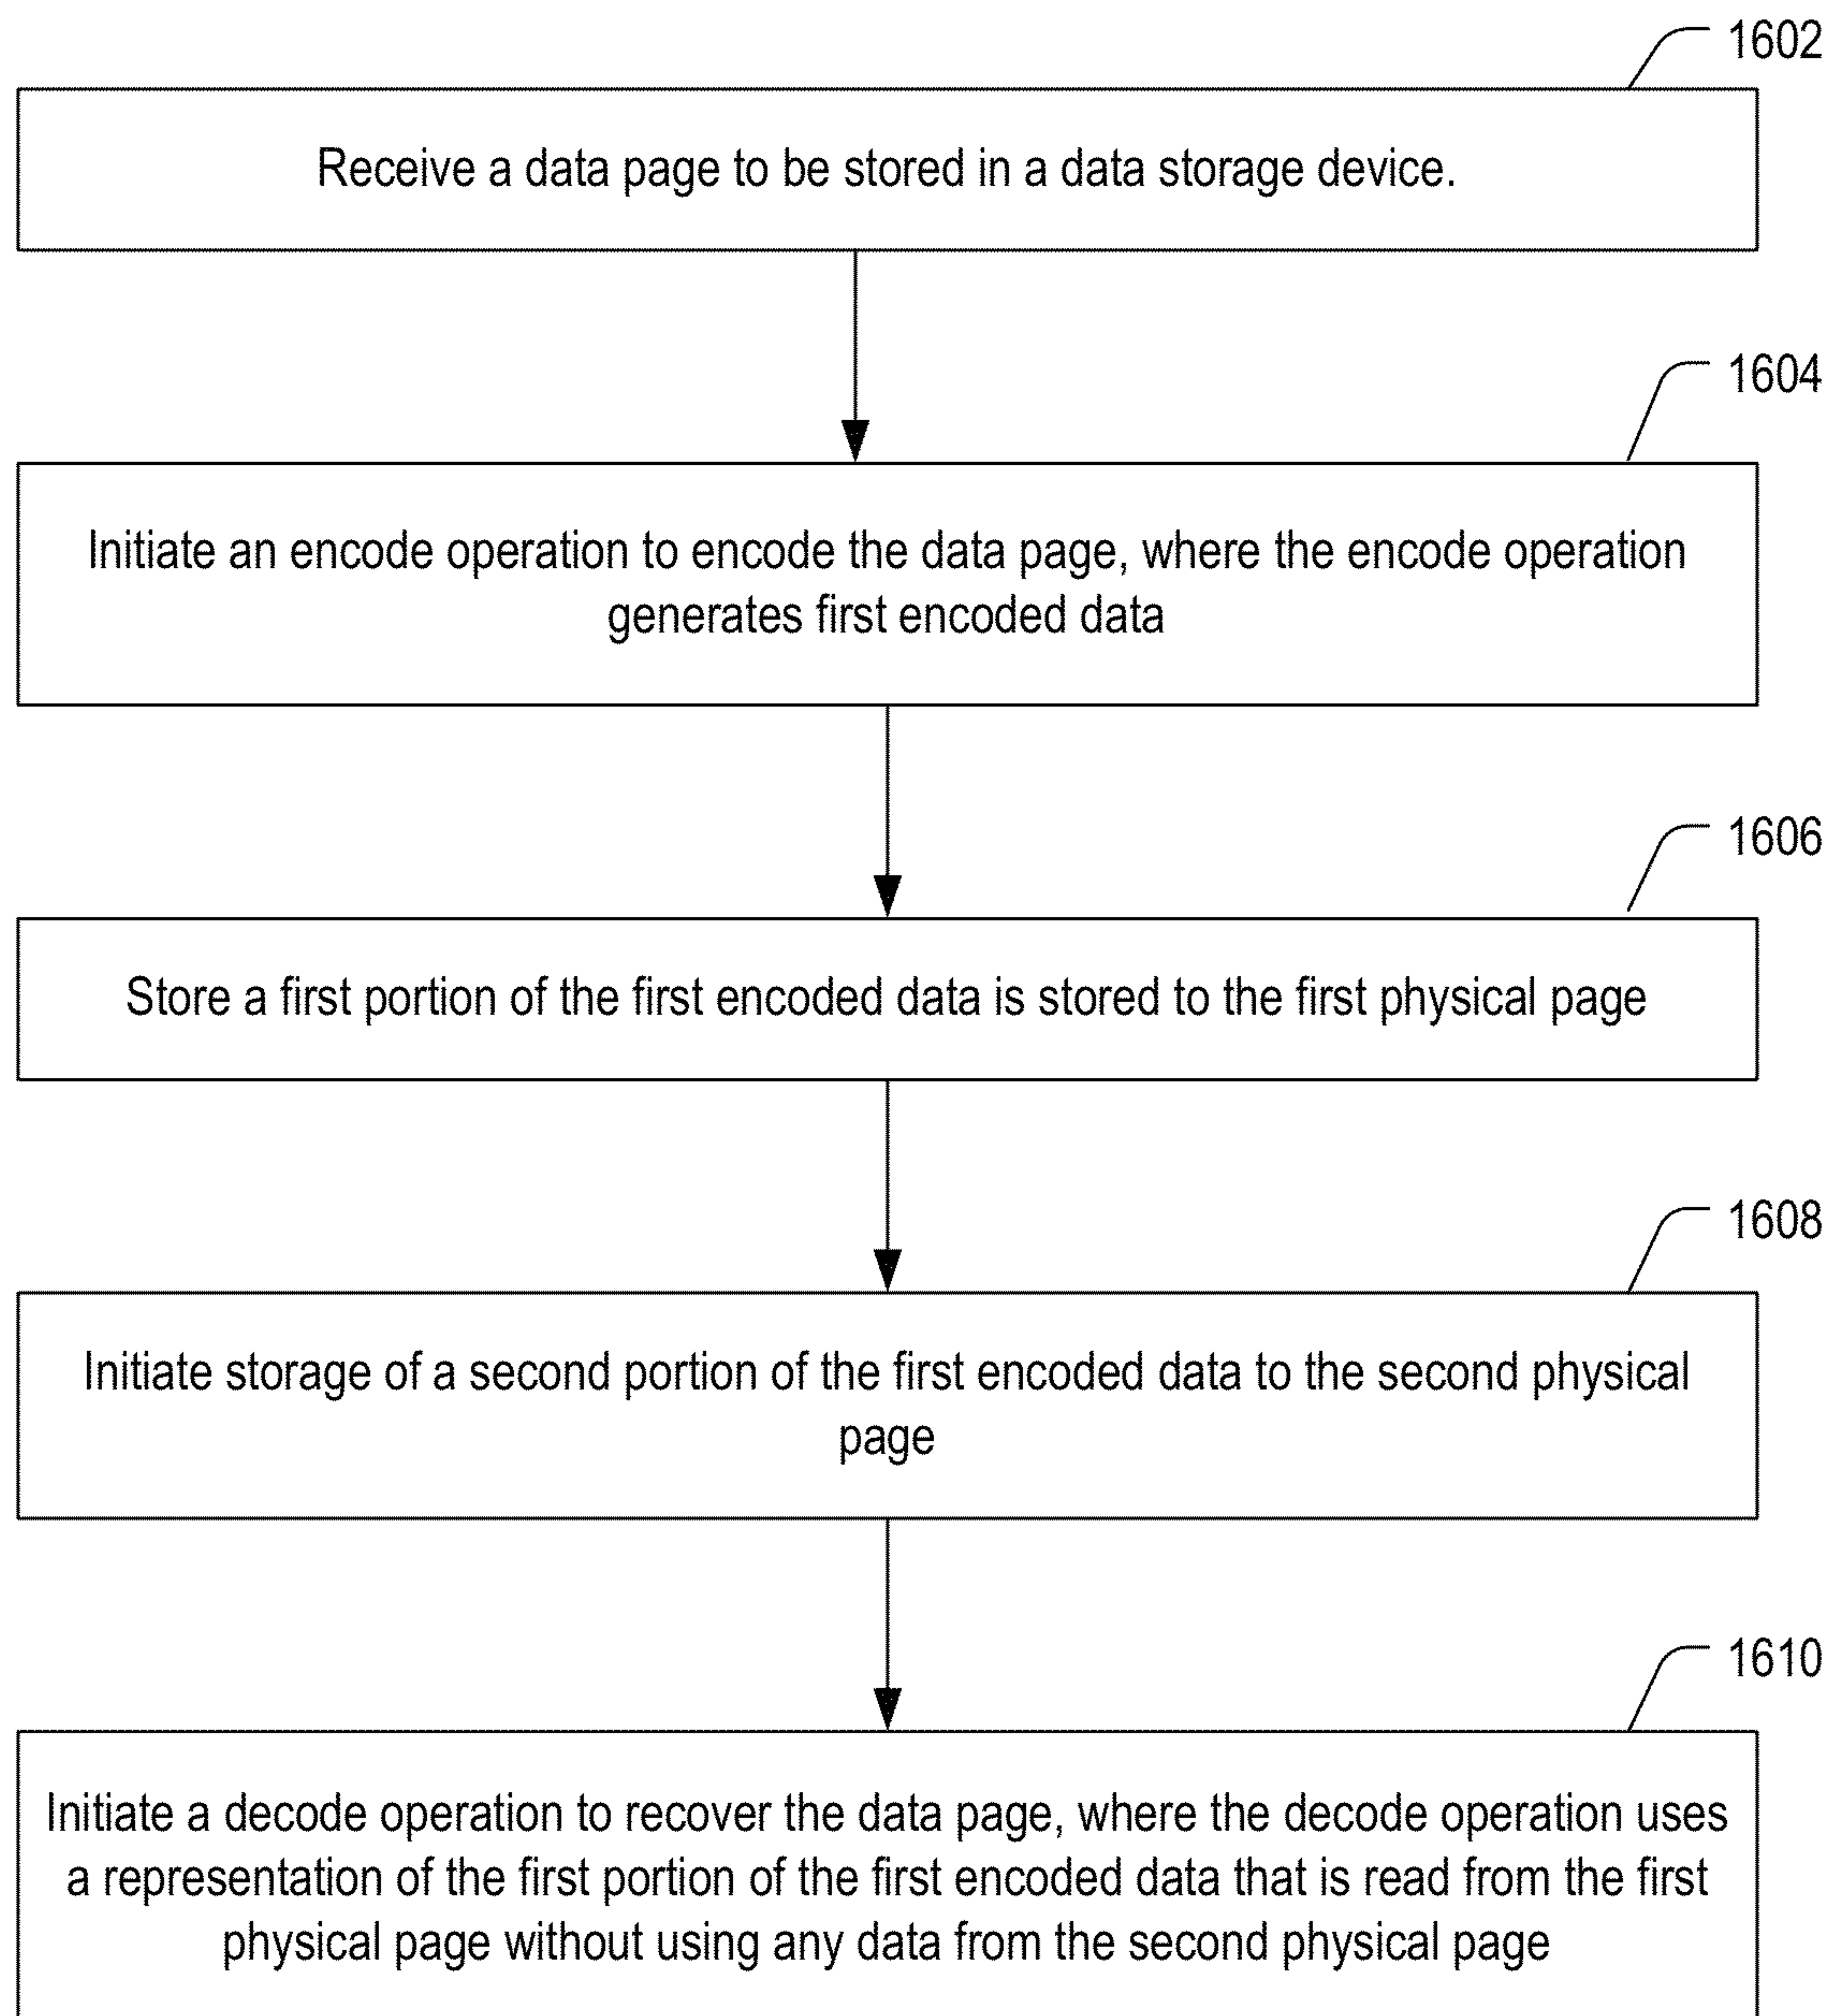 1602
Receive a data page to be stored in a data storage device.
1604
Initiate an encode operation to encode the data page, where the encode operation
generates first encoded data
1606
Store a first portion of the first encoded data is stored to the first physical page
1608
Initiate storage of a second portion of the first encoded data to the second physical
page
1610
Initiate a decode operation to recover the data page, where the decode operation uses
a representation of the first portion of the first encoded data that is read from the first
physical page without using any data from the second physical page